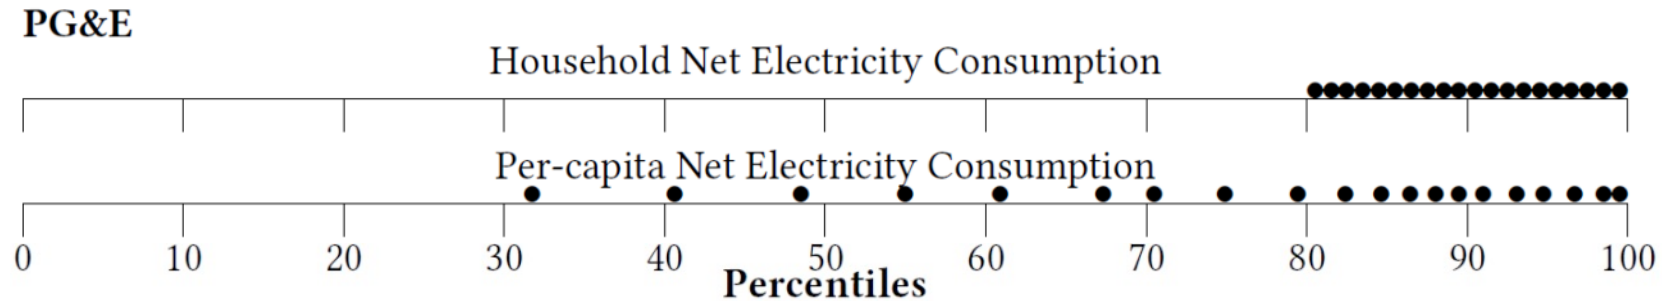 PG&E
Household Net Electricity Consumption
Per-capita Net Electricity Consumption
0 10 20 30 40 50 60 70 80 90 100
Percentiles